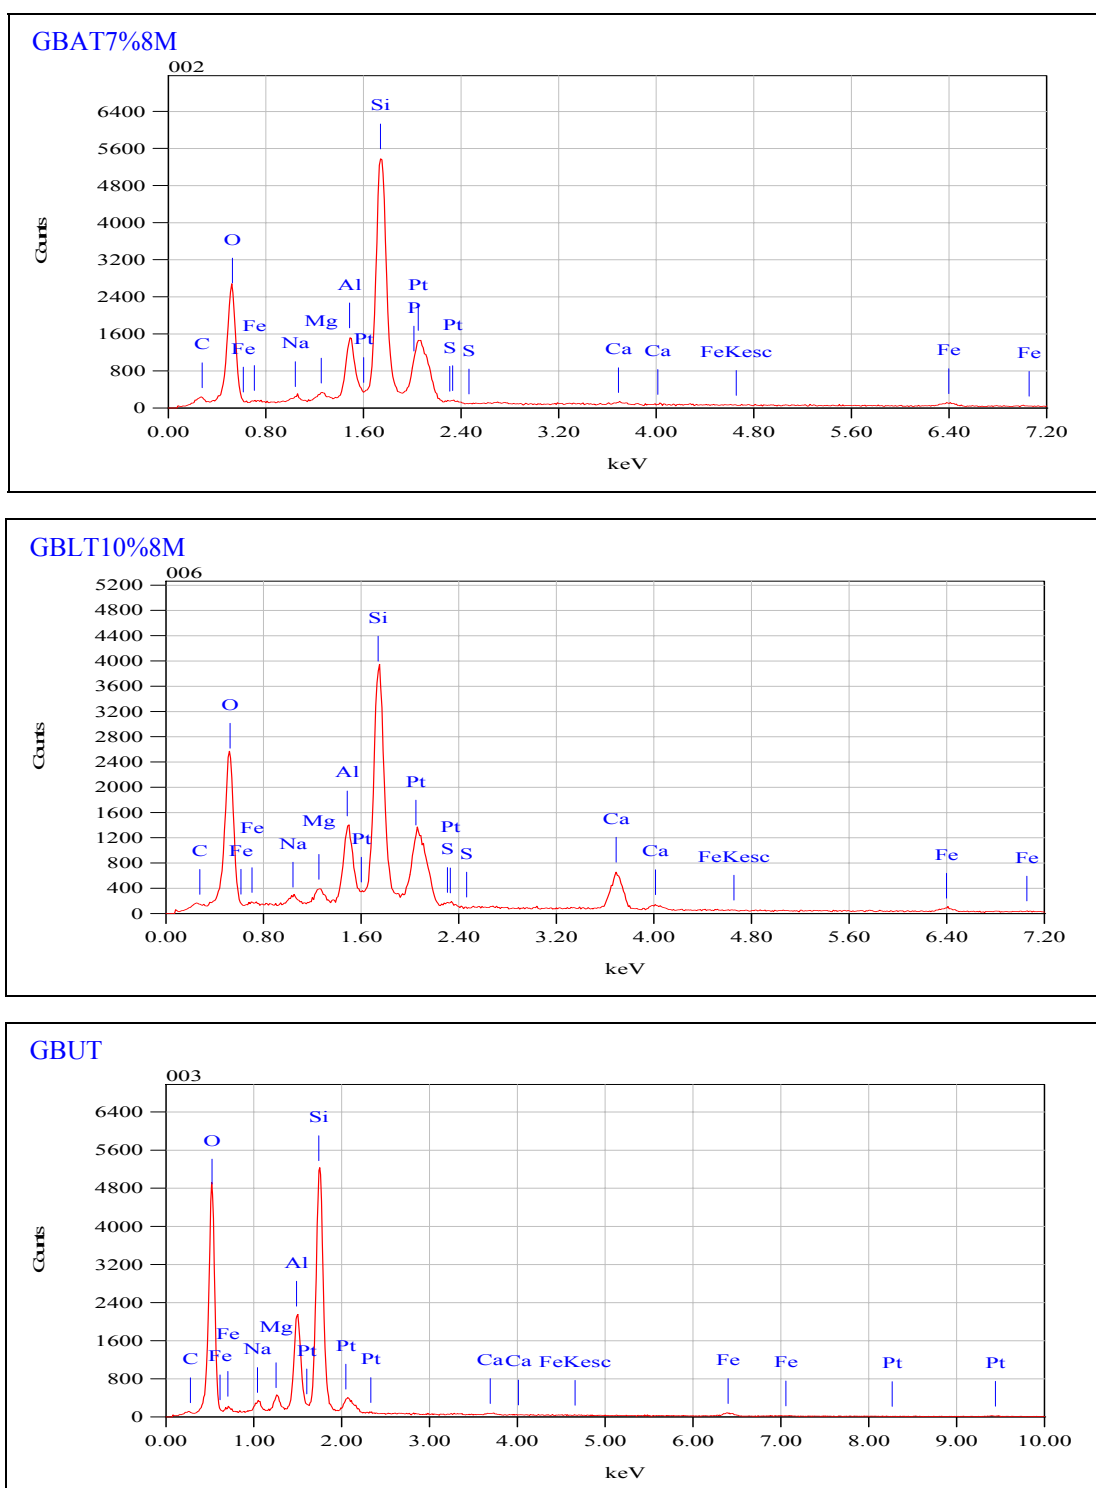 GBAT7%8M
002
6400
5600
4800
4000
3200
2400
1600
800
0
Counts
Si
O
Al
Pt
P
Pt
Fe
Mg
Pt
C
Fe
Na
S
S
Ca
Ca
FeKesc
Fe
Fe
0.00 0.80 1.60 2.40 3.20 4.00 4.80 5.60 6.40 7.20
keV
GBLT10%8M
006
5200
4800
4400
4000
3600
3200
2800
2400
2000
1600
1200
800
400
0
Counts
Si
O
Al
Pt
Fe
Mg
Pt
Pt
C
Fe
Na
S
S
Ca
Ca
FeKesc
Fe
Fe
0.00 0.80 1.60 2.40 3.20 4.00 4.80 5.60 6.40 7.20
keV
GBUT
003
6400
5600
4800
4000
3200
2400
1600
800
0
Counts
Si
O
Al
Fe
Mg
C
Fe
Na
Pt
Pt
Pt
Ca
Ca
FeKesc
Fe
Fe
Pt
Pt
0.00 1.00 2.00 3.00 4.00 5.00 6.00 7.00 8.00 9.00 10.00
keV